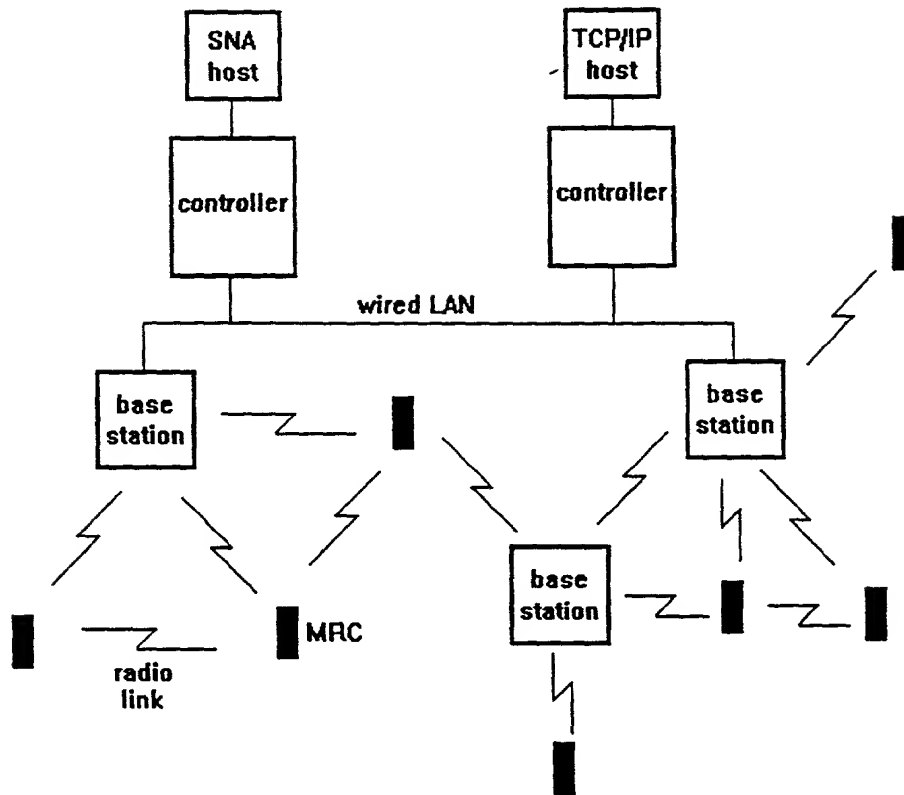 SNA
host
TCP/IP
host
controller
controller
wired LAN
base
station
base
station
base
station
MRC
radio
link